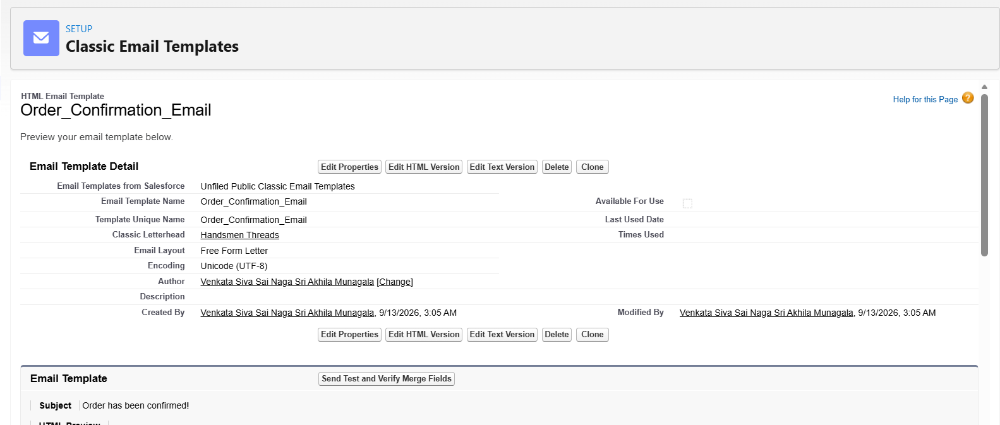 SETUP
Classic Email Templates
HTML Email Template
Order_Confirmation_Email
Help for this Page ?
Preview your email template below.
Email Template Detail
Edit Properties Edit HTML Version Edit Text Version Delete Clone
Email Templates from Salesforce Unfiled Public Classic Email Templates
Email Template Name Order_Confirmation_Email Available For Use
Template Unique Name Order_Confirmation_Email Last Used Date
Classic Letterhead Handsmen Threads Times Used
Email Layout Free Form Letter
Encoding Unicode (UTF-8)
Author Venkata Siva Sai Naga Sri Akhila Munagala [Change]
Description
Created By Venkata Siva Sai Naga Sri Akhila Munagala, 9/13/2026, 3:05 AM Modified By Venkata Siva Sai Naga Sri Akhila Munagala, 9/13/2026, 3:05 AM
Edit Properties Edit HTML Version Edit Text Version Delete Clone
Email Template Send Test and Verify Merge Fields
Subject Order has been confirmed!
HTML Preview